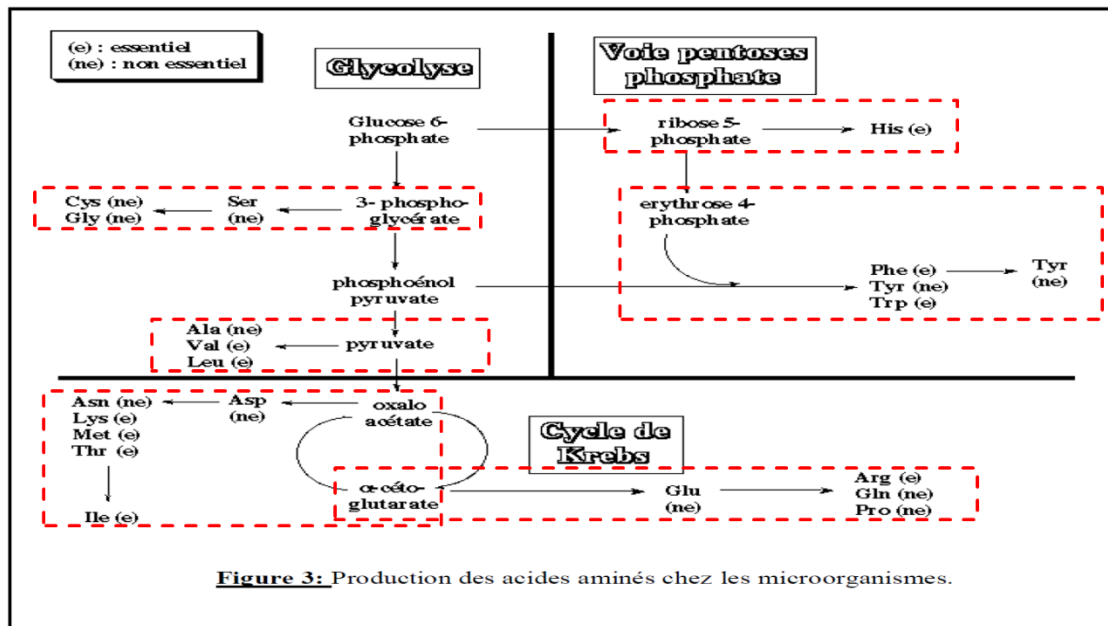 (e) : essentiel
(ne) : non essentiel
Glycolyse
Voie pentoses
phosphate
Glucose 6-
phosphate
ribose 5-
phosphate
His (e)
Cys (ne)
Gly (ne)
Ser
(ne)
3- phospho-
glycérate
erythrose 4-
phosphate
phosphoénol
pyruvate
Phe (e)
Tyr (ne)
Trp (e)
Tyr
(ne)
Ala (ne)
Val (e)
Leu (e)
pyruvate
Asn (ne)
Lys (e)
Met (e)
Thr (e)
Asp
(ne)
oxalo
acétate
Cycle de
Krebs
Ile (e)
α-céto-
glutarate
Glu
(ne)
Arg (e)
Gln (ne)
Pro (ne)
Figure 3: Production des acides aminés chez les microorganismes.